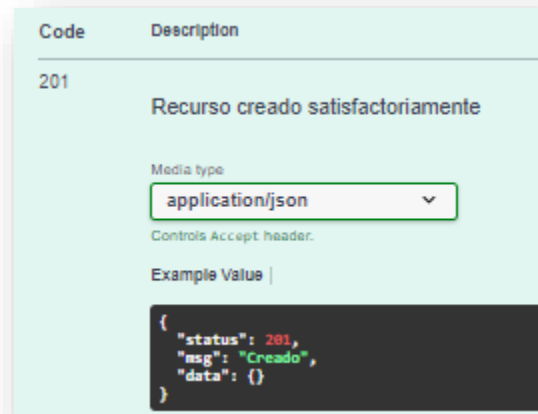 Code Description
201
Recurso creado satisfactoriamente
Media type
application/json
Controls Accept header.
Example Value
{
"status": 201,
"msg": "Creado",
"data": {}
}